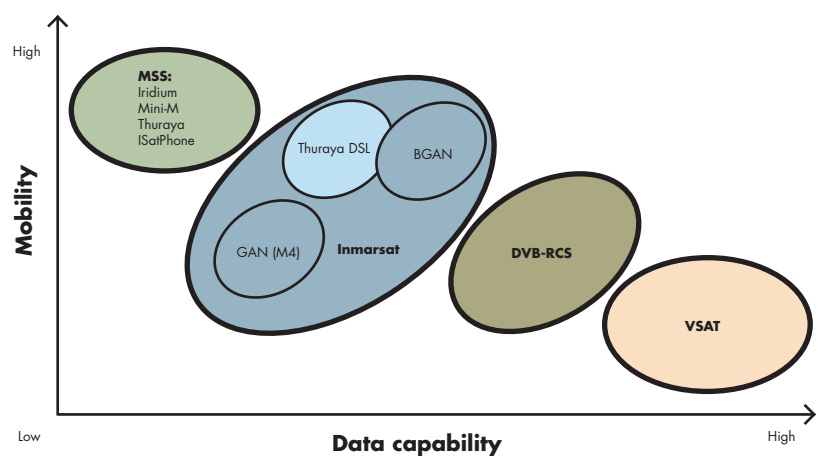 High
MSS:
Iridium
Mini-M
Thuraya
ISatPhone
Thuraya DSL
BGAN
GAN (M4)
Inmarsat
DVB-RCS
VSAT
Mobility
Low
Data capability
High